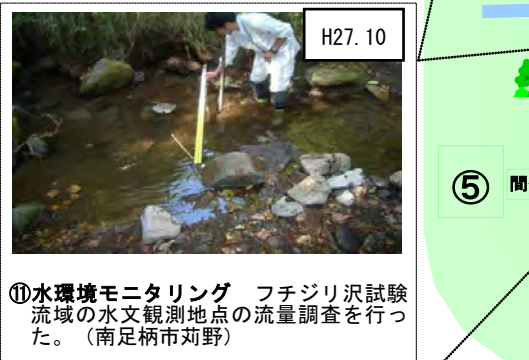 H27.10
⑪水環境モニタリング　フチジリ沢試験
流域の水文観測地点の流量調査を行っ
た。（南足柄市苅野）
⑤
間